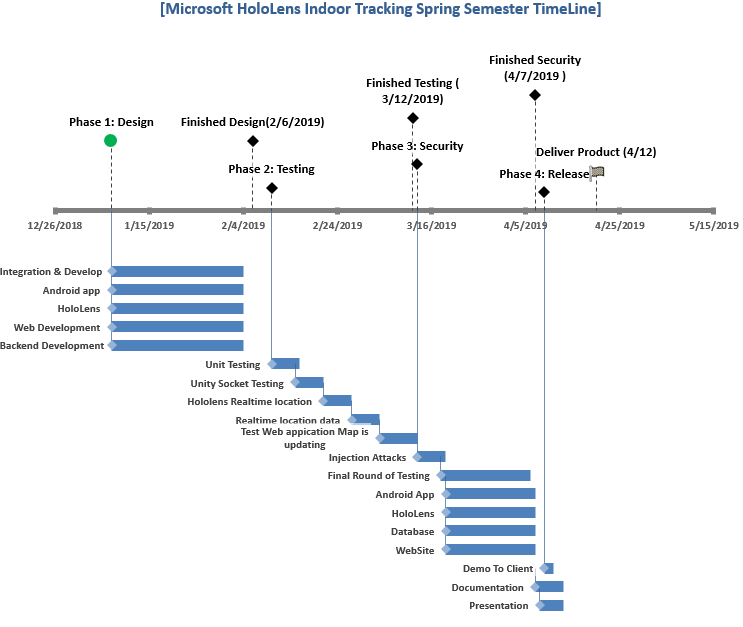 [Microsoft HoloLens Indoor Tracking Spring Semester TimeLine]
Finished Security
(4/7/2019 )
Finished Testing (
3/12/2019)
Phase 1: Design
Finished Design(2/6/2019)
Phase 3: Security
Deliver Product (4/12)
Phase 2: Testing
Phase 4: Release
12/26/2018
1/15/2019
2/4/2019
2/24/2019
3/16/2019
4/5/2019
4/25/2019
5/15/2019
Integration & Develop
Android app
HoloLens
Web Development
Backend Development
Unit Testing
Unity Socket Testing
Hololens Realtime location
Realtime location data
Test Web appication Map is
updating
Injection Attacks
Final Round of Testing
Android App
HoloLens
Database
WebSite
Demo To Client
Documentation
Presentation